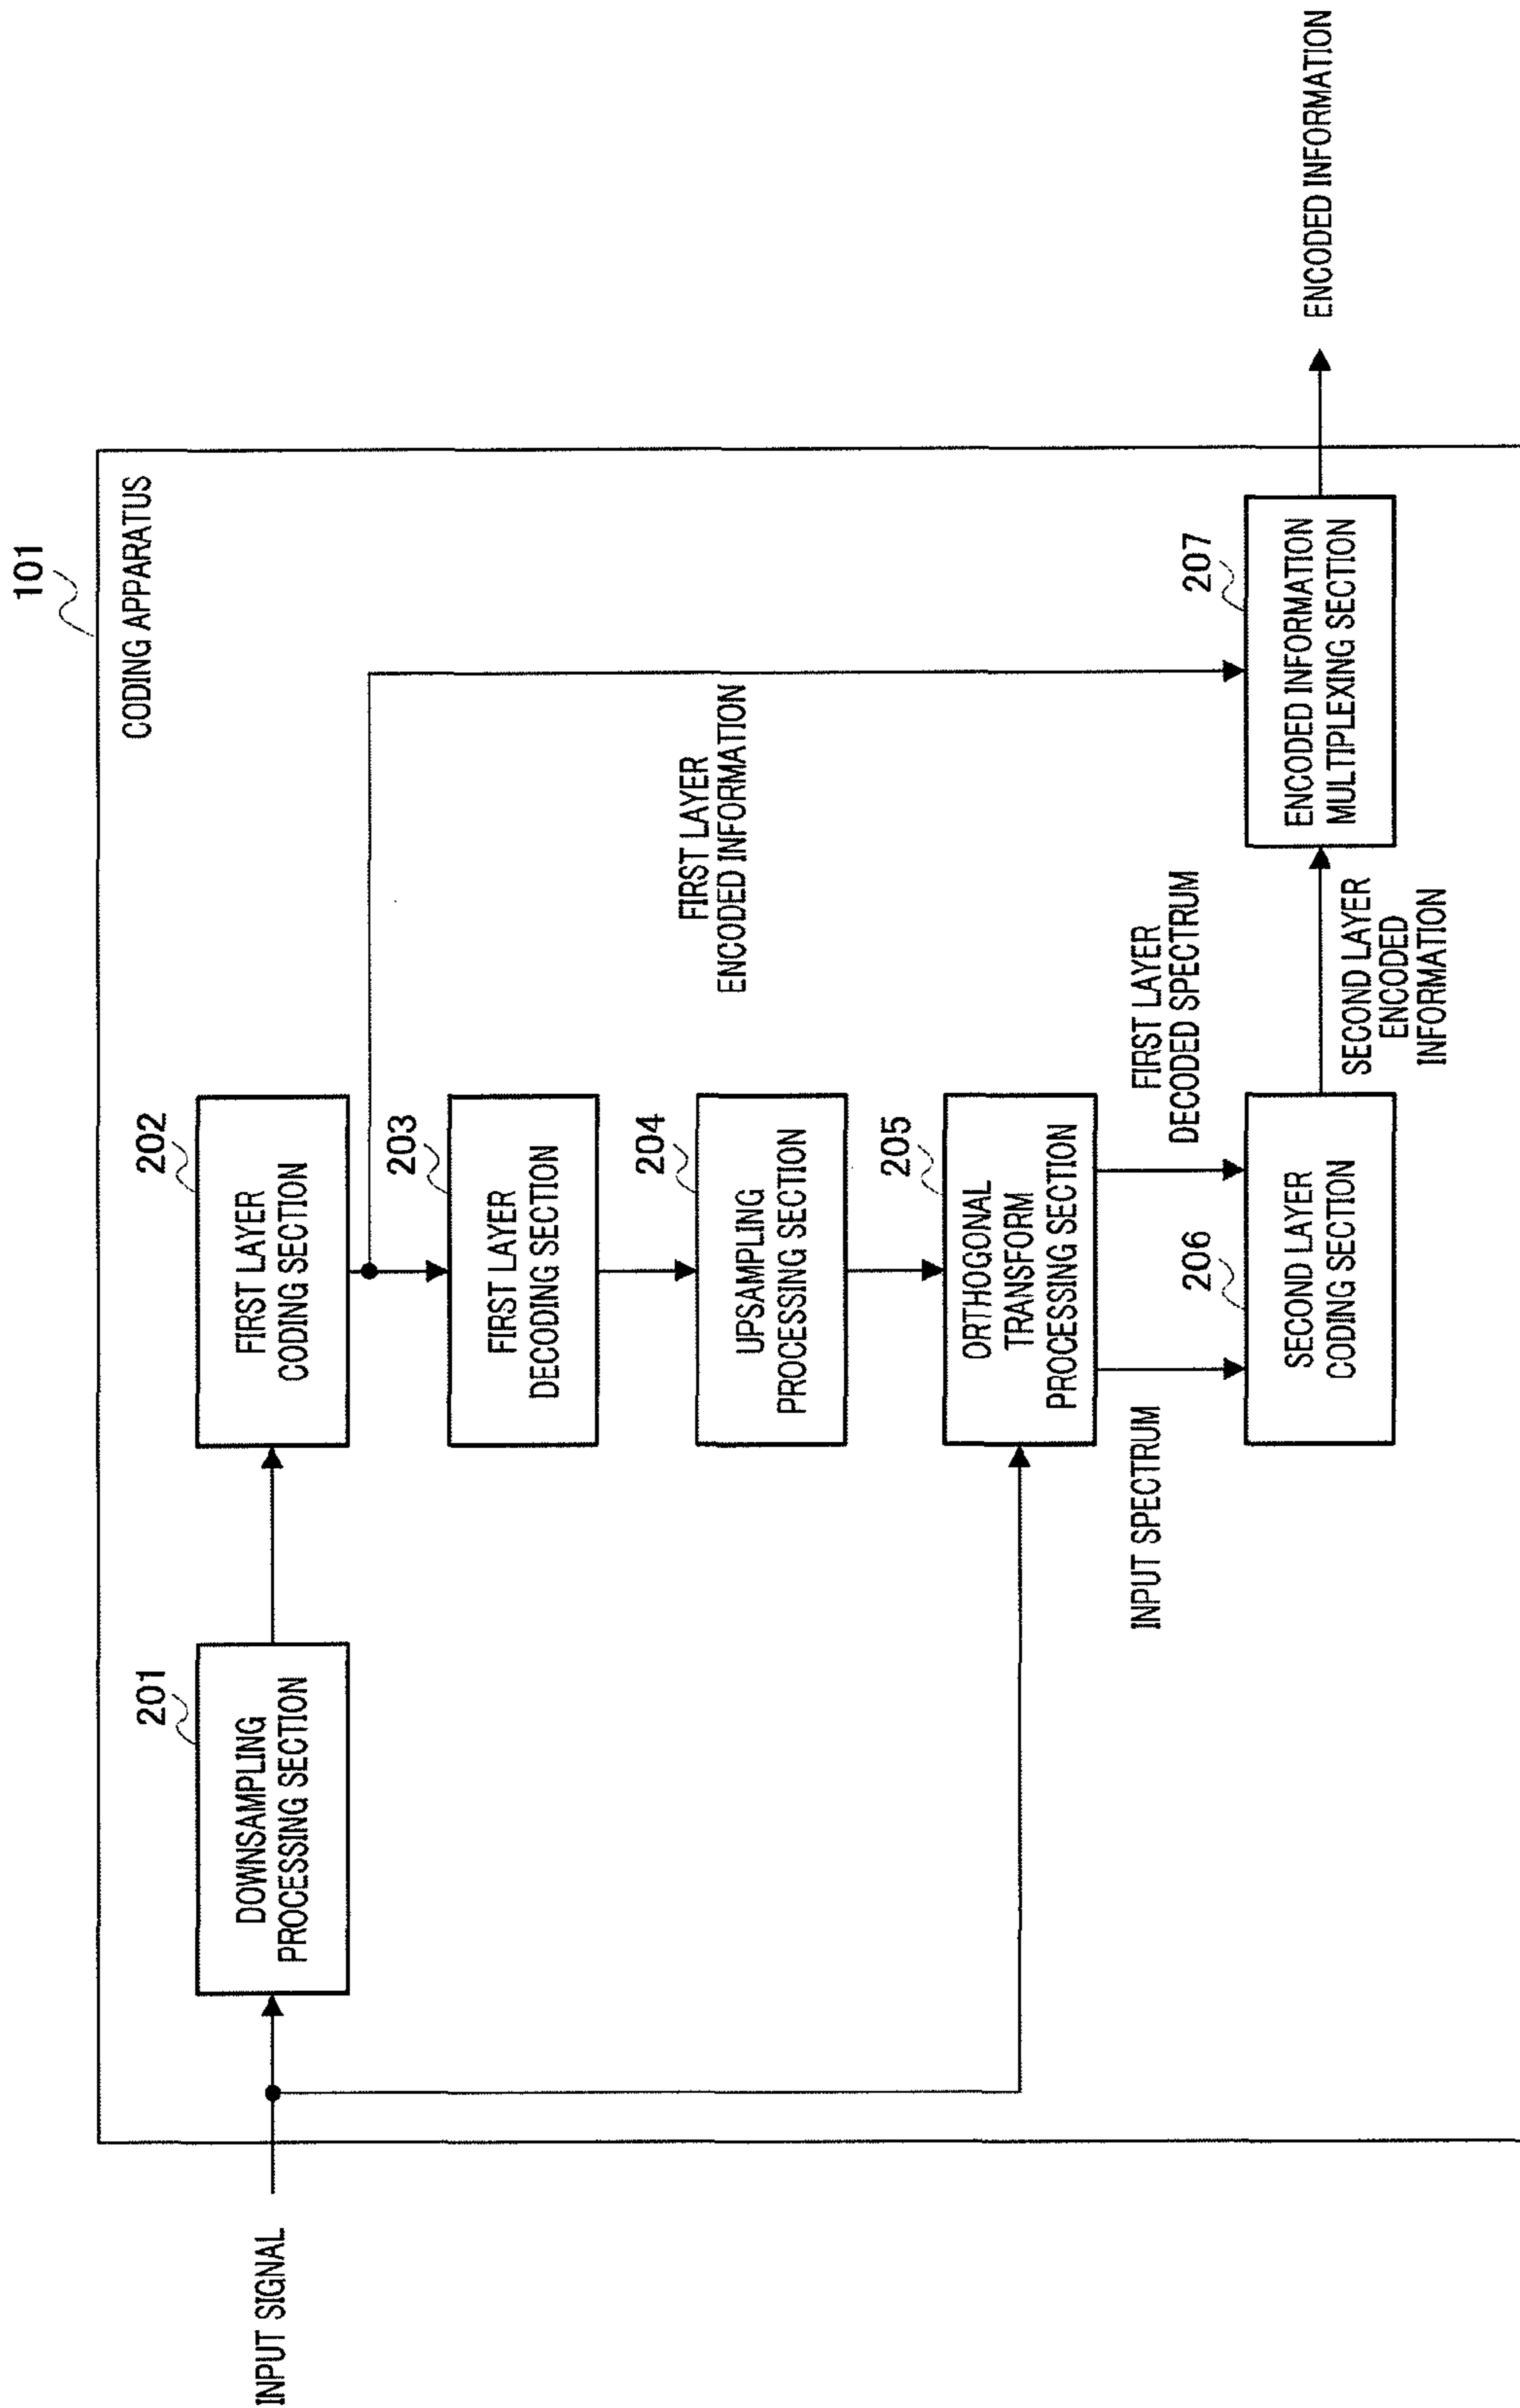 101
CODING APPARATUS
INPUT SIGNAL
201
DOWNSAMPLING
PROCESSING SECTION
202
FIRST LAYER
CODING SECTION
203
FIRST LAYER
DECODING SECTION
FIRST LAYER
ENCODED INFORMATION
204
UPSAMPLING
PROCESSING SECTION
205
ORTHOGONAL
TRANSFORM
PROCESSING SECTION
INPUT SPECTRUM
FIRST LAYER
DECODED SPECTRUM
206
SECOND LAYER
CODING SECTION
SECOND LAYER
ENCODED
INFORMATION
207
ENCODED INFORMATION
MULTIPLEXING SECTION
ENCODED INFORMATION